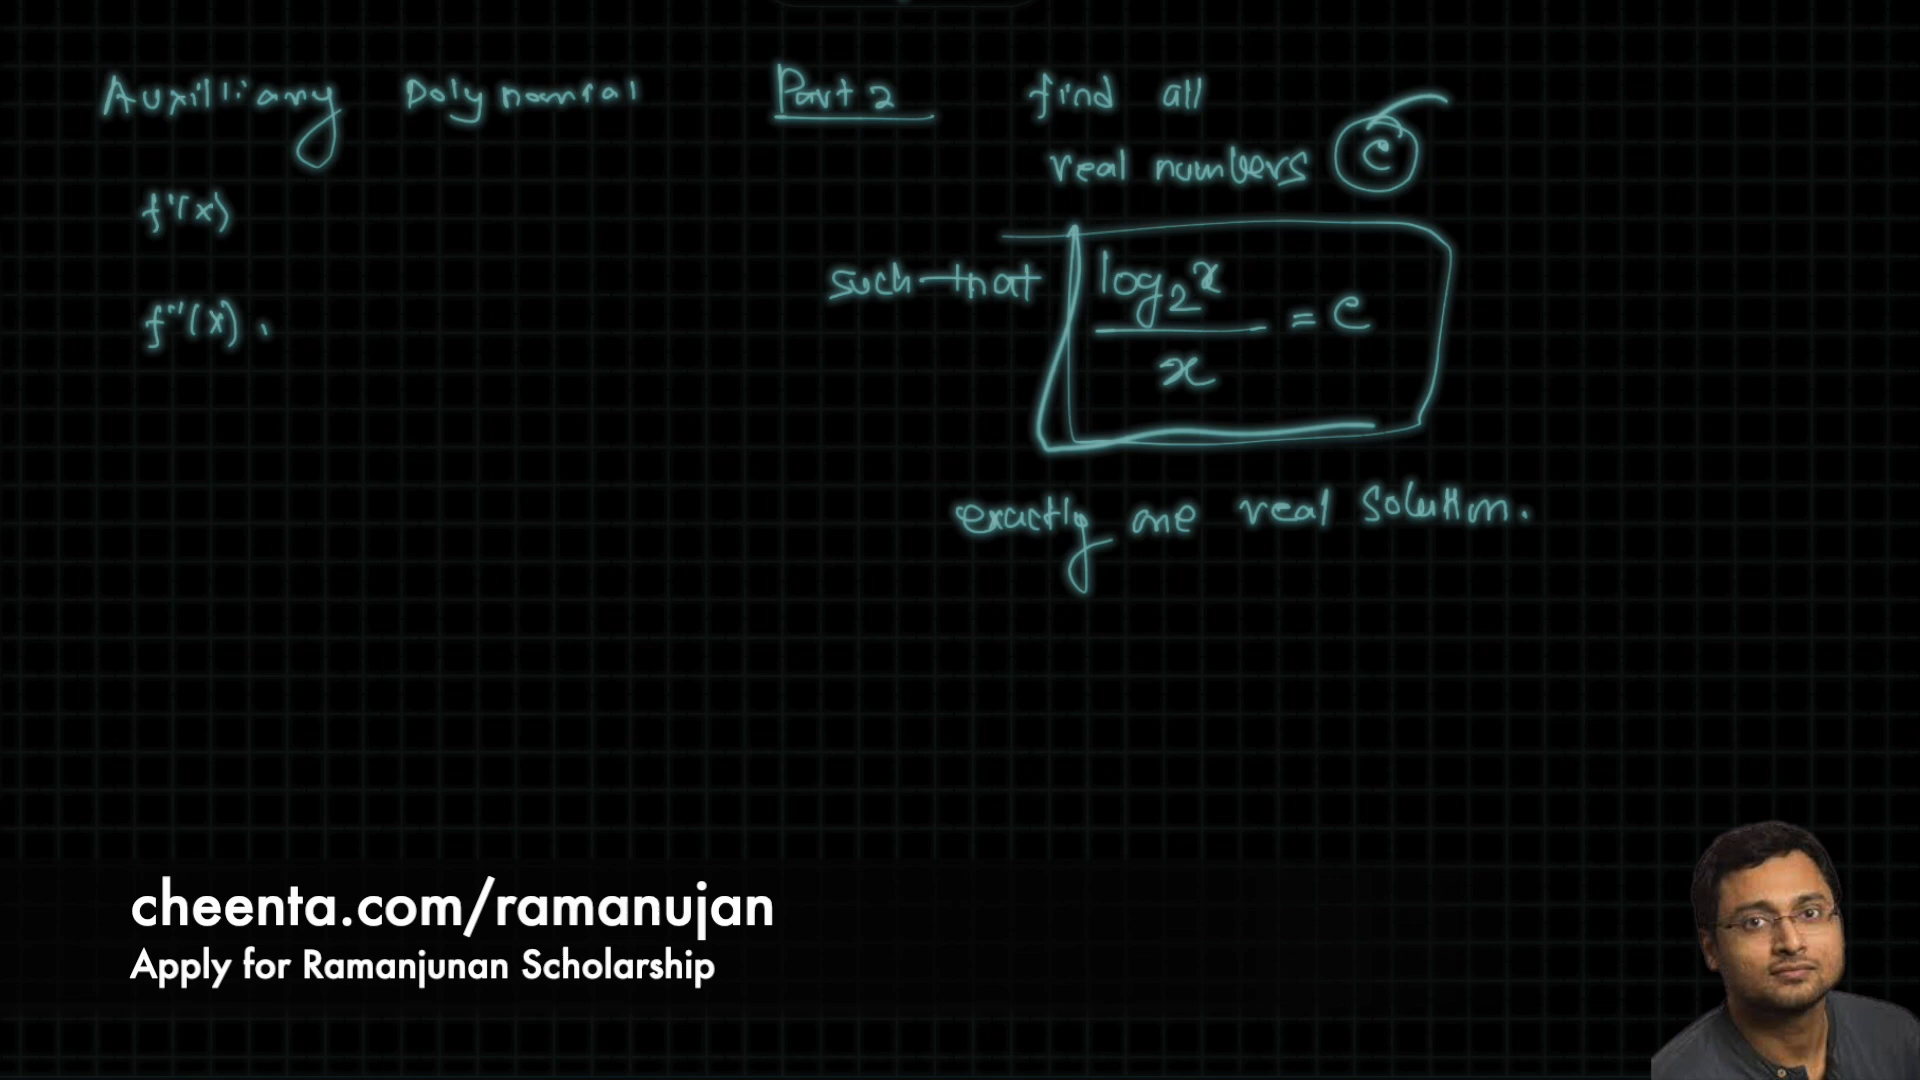 Auxilliary Polynomial
f'(x)
f''(x).
Part 2 find all
real numbers c
such that log₂x / x = c
exactly one real solution.
cheenta.com/ramanujan
Apply for Ramanjunan Scholarship